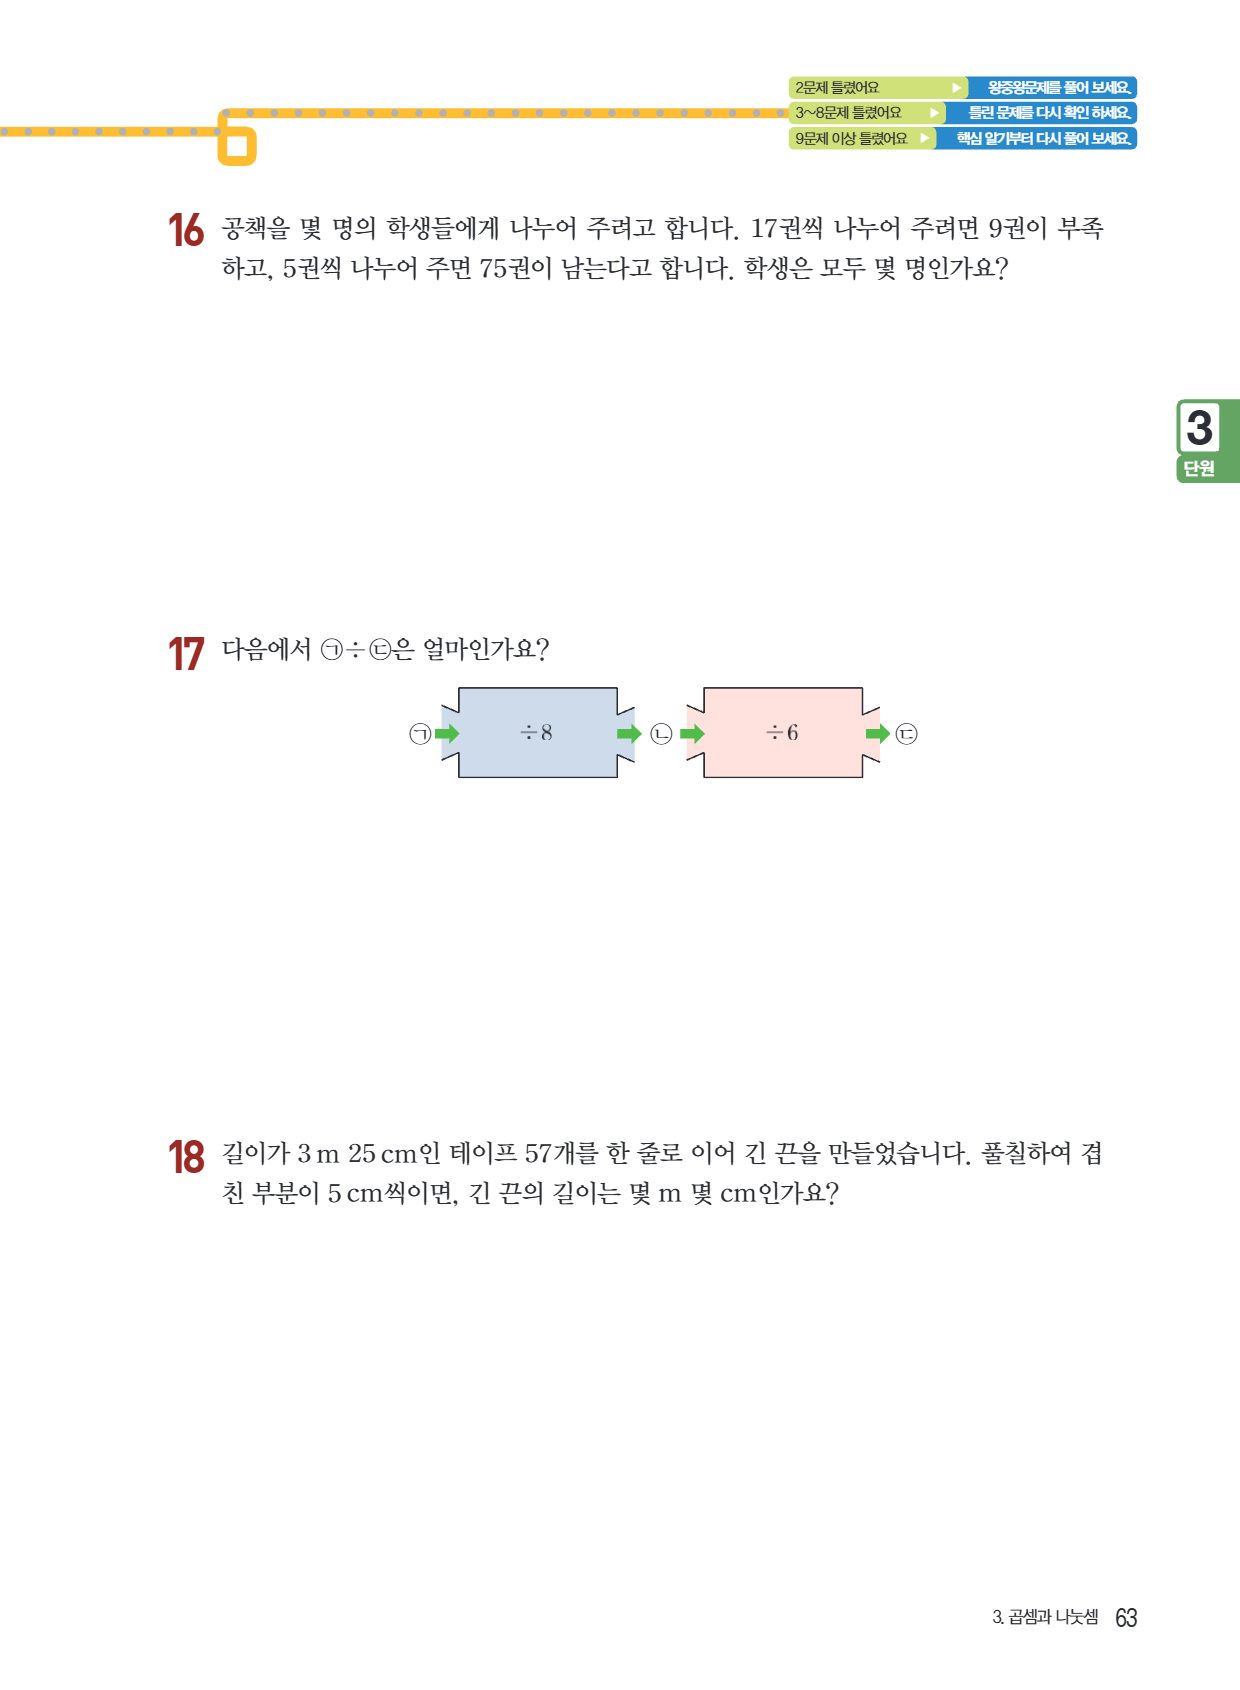 2문제 틀렸어요 ▶ 왕중왕문제를 풀어 보세요.
3~8문제 틀렸어요 ▶ 틀린 문제를 다시 확인 하세요.
9문제 이상 틀렸어요 ▶ 핵심 알기부터 다시 풀어 보세요.
16 공책을 몇 명의 학생들에게 나누어 주려고 합니다. 17권씩 나누어 주려면 9권이 부족
하고, 5권씩 나누어 주면 75권이 남는다고 합니다. 학생은 모두 몇 명인가요?
3
단원
17 다음에서 ㉠÷㉢은 얼마인가요?
㉠ ÷8 ㉡ ÷6 ㉢
18 길이가 3 m 25 cm인 테이프 57개를 한 줄로 이어 긴 끈을 만들었습니다. 풀칠하여 겹
친 부분이 5 cm씩이면, 긴 끈의 길이는 몇 m 몇 cm인가요?
3. 곱셈과 나눗셈 63